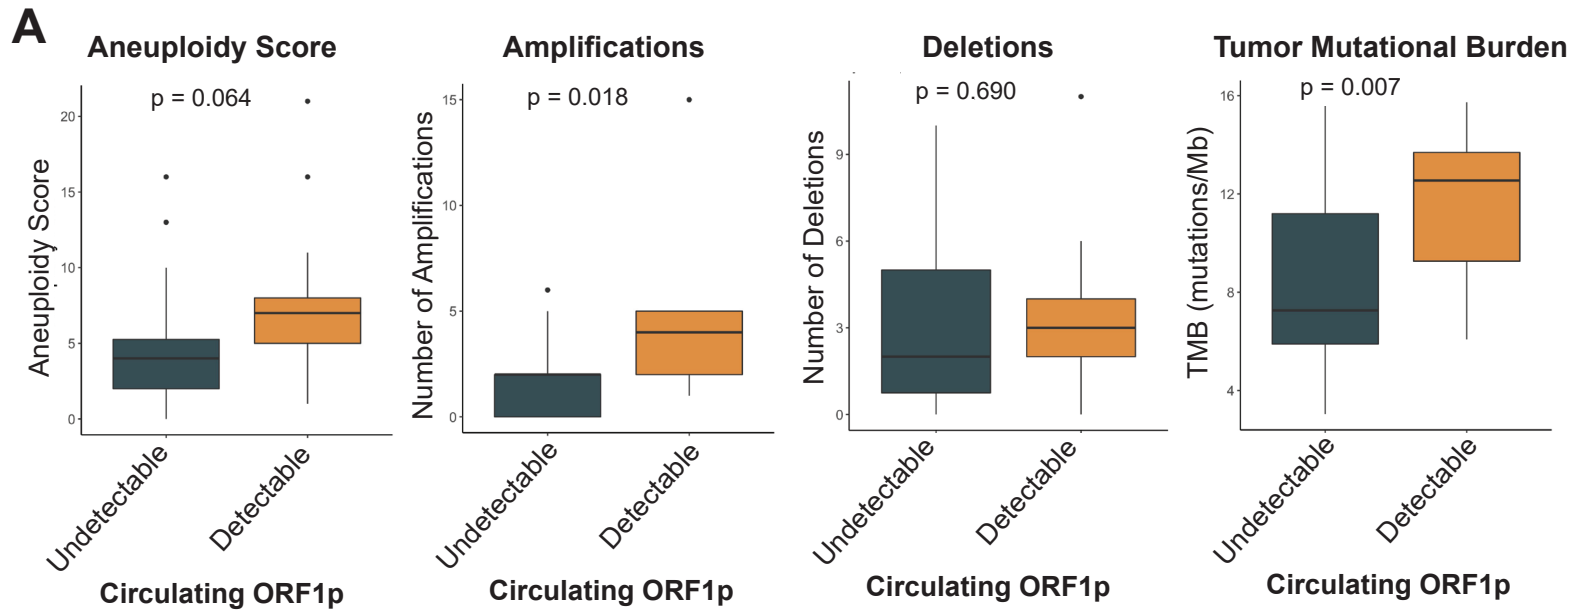 A
Aneuploidy Score
p = 0.064
Aneuploidy Score
20
15
10
5
0
Undetectable
Detectable
Circulating ORF1p
Amplifications
p = 0.018
Number of Amplifications
15
10
5
0
Undetectable
Detectable
Circulating ORF1p
Deletions
p = 0.690
Number of Deletions
9
6
3
0
Undetectable
Detectable
Circulating ORF1p
Tumor Mutational Burden
p = 0.007
TMB (mutations/Mb)
16
12
8
4
Undetectable
Detectable
Circulating ORF1p